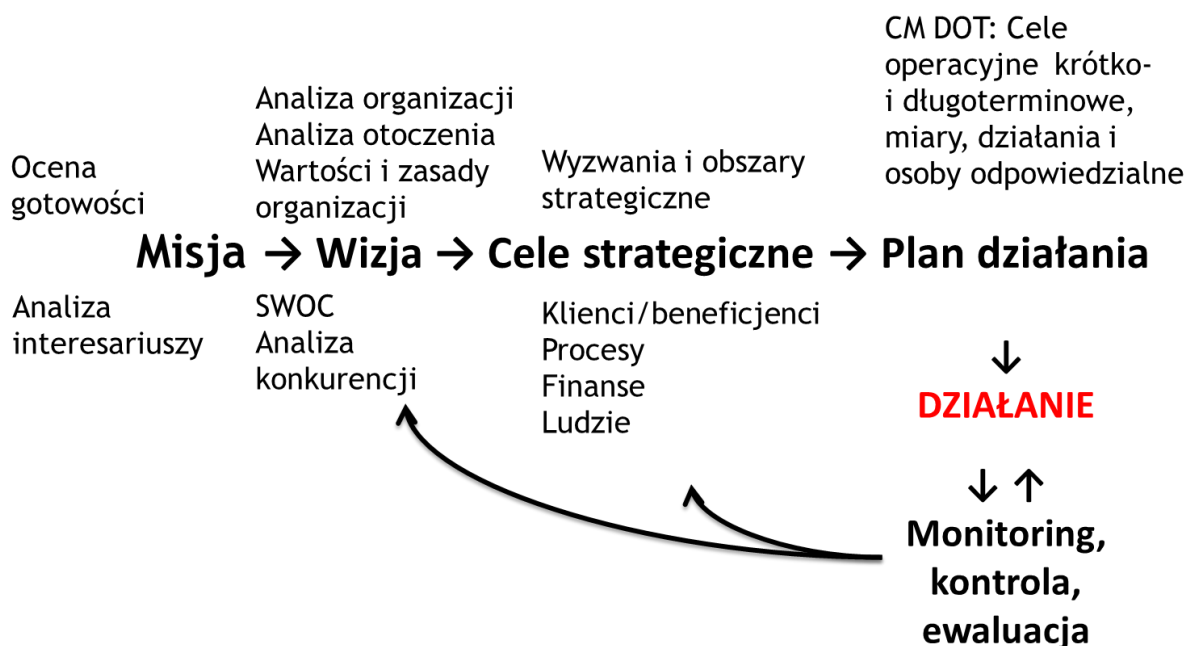 Ocena
gotowości
Analiza organizacji
Analiza otoczenia
Wartości i zasady
organizacji
Wyzwania i obszary
strategiczne
CM DOT: Cele
operacyjne krótko-
i długoterminowe,
miary, działania i
osoby odpowiedzialne
Misja → Wizja → Cele strategiczne → Plan działania
Analiza
interesariuszy
SWOC
Analiza
konkurencji
Klienci/beneficjenci
Procesy
Finanse
Ludzie
↓
DZIAŁANIE
↓ ↑
Monitoring,
kontrola,
ewaluacja